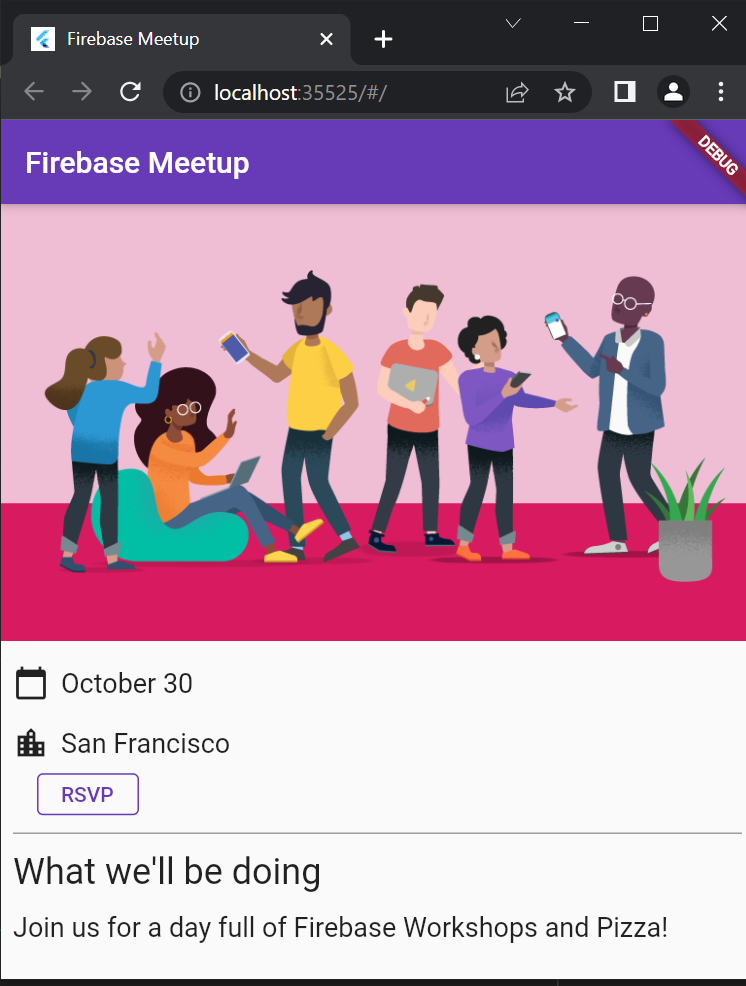 Firebase Meetup
localhost:35525/#/
Firebase Meetup
DEBUG
October 30
San Francisco
RSVP
What we'll be doing
Join us for a day full of Firebase Workshops and Pizza!